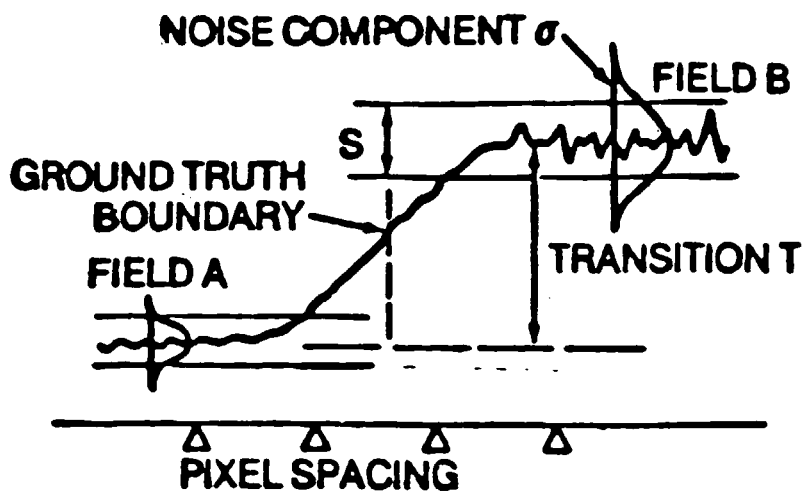 NOISE COMPONENT σ
FIELD B
S
GROUND TRUTH
BOUNDARY
FIELD A
TRANSITION T
PIXEL SPACING